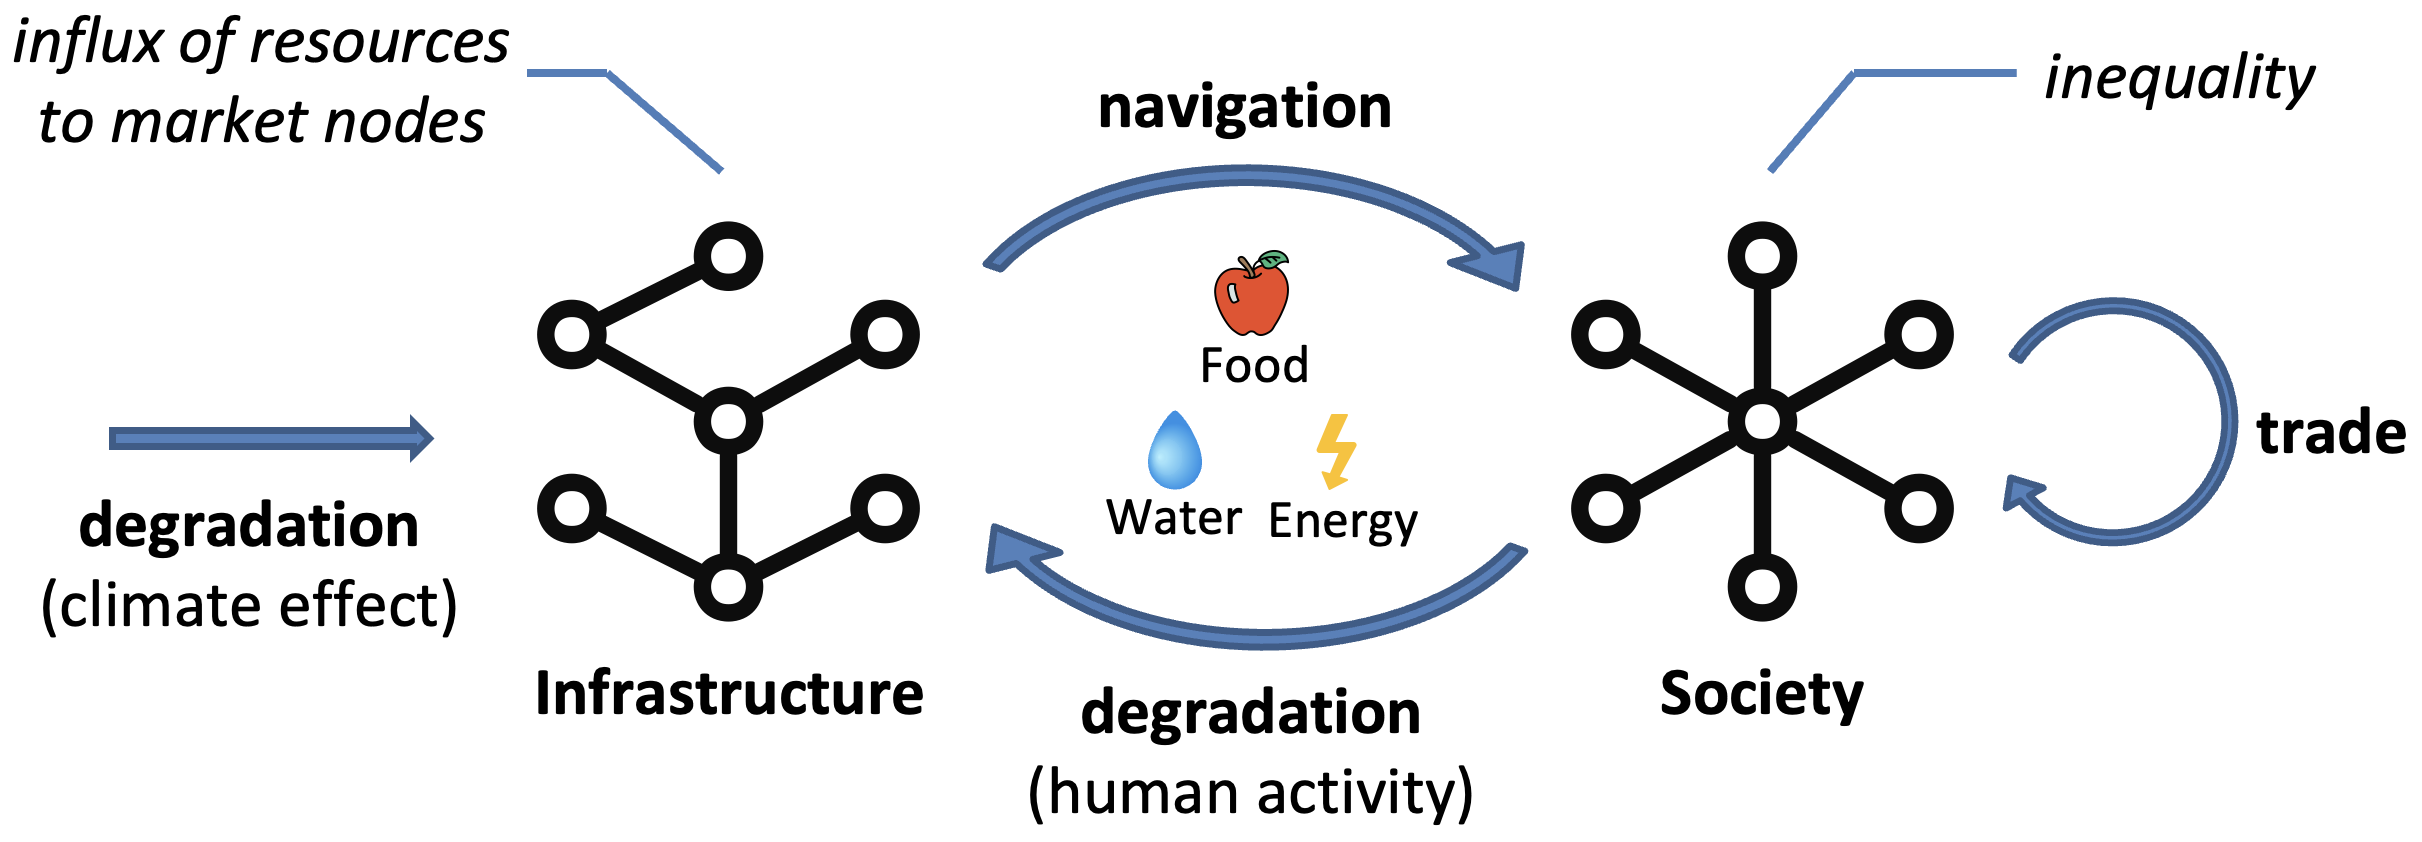 influx of resources
to market nodes
navigation
inequality
Food
Water
Energy
trade
degradation
(climate effect)
Infrastructure
degradation
(human activity)
Society